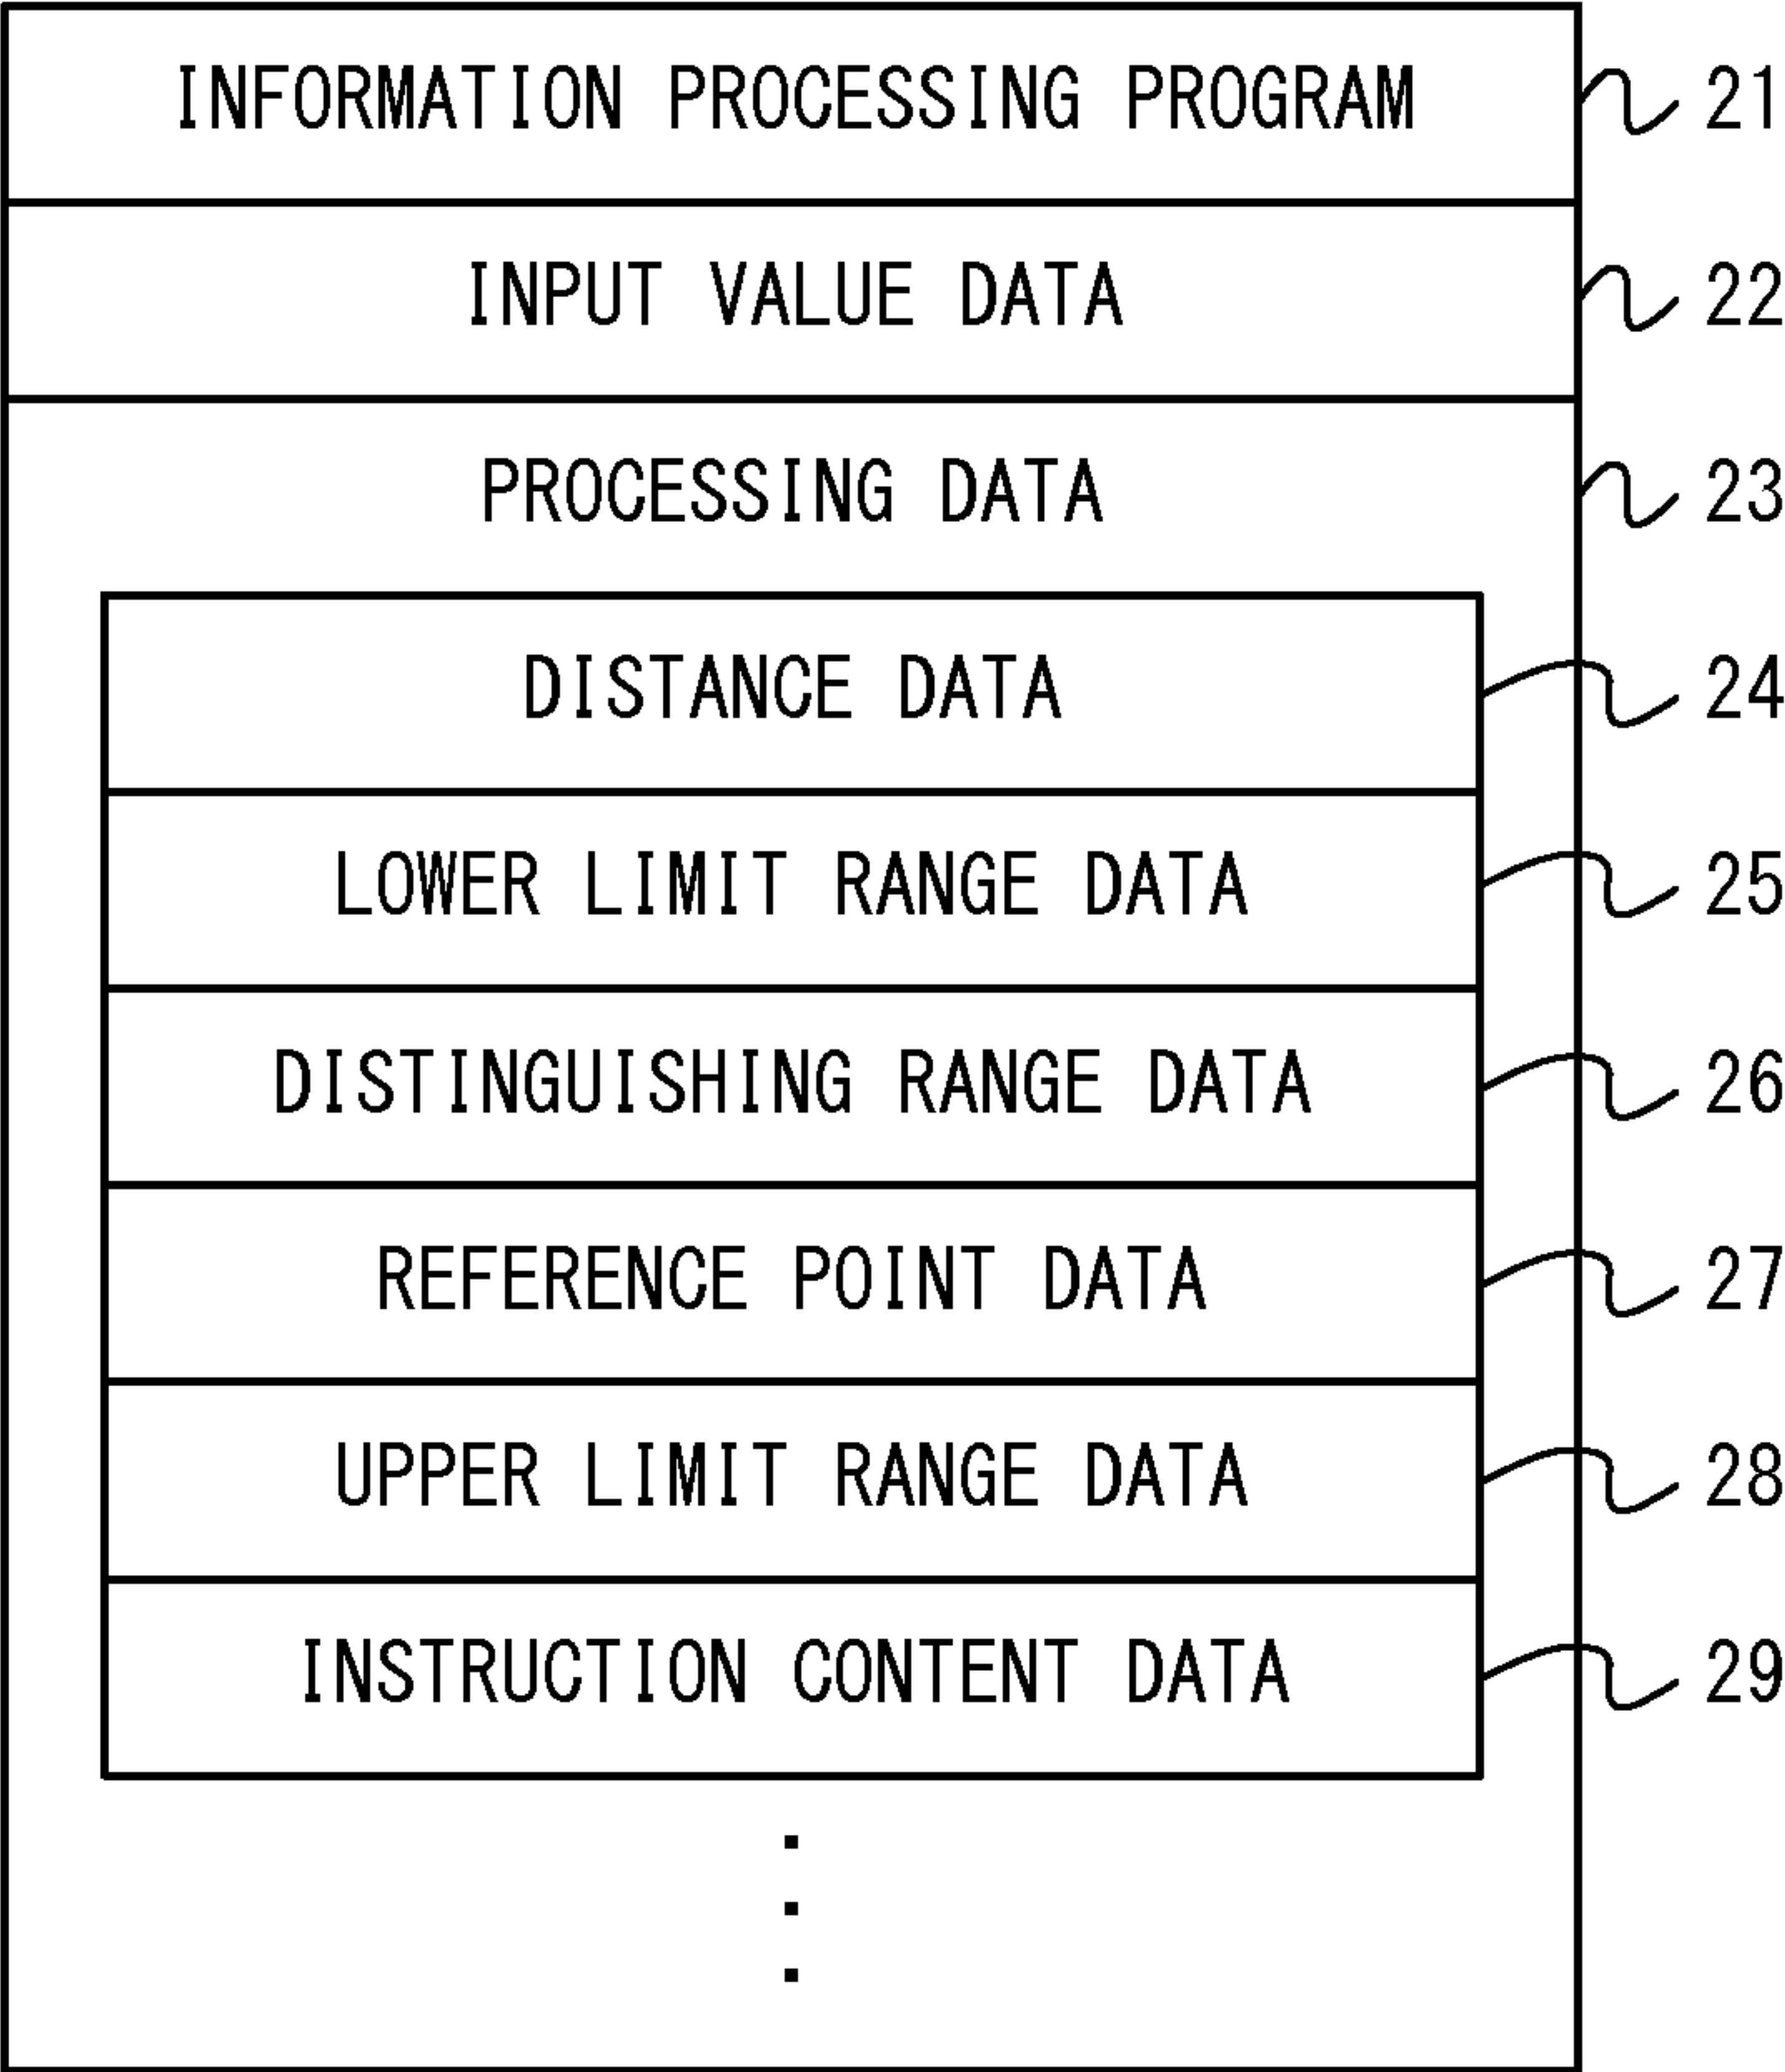 INFORMATION PROCESSING PROGRAM 21
INPUT VALUE DATA 22
PROCESSING DATA 23
DISTANCE DATA 24
LOWER LIMIT RANGE DATA 25
DISTINGUISHING RANGE DATA 26
REFERENCE POINT DATA 27
UPPER LIMIT RANGE DATA 28
INSTRUCTION CONTENT DATA 29